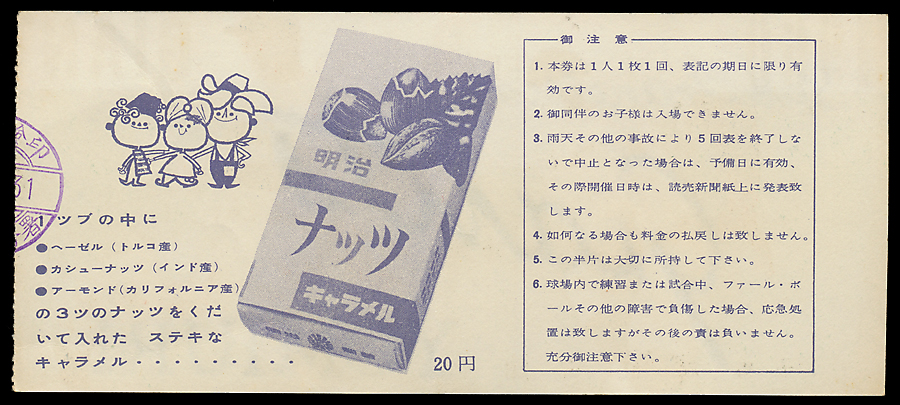 1ツブの中に
●ヘーゼル(トルコ産)
●カシューナッツ(インド産)
●アーモンド(カリフォルニア産)
の3ツのナッツをくだ
いて入れた ステキな
キャラメル・・・・・・・・・・
明治
ナッツ
キャラメル
20円
御注意
1. 本券は1人1枚1回、表記の期日に限り有
効です。
2. 御同伴のお子様は入場できません。
3. 雨天その他の事故により5回表を終了しな
いで中止となった場合は、予備日に有効、
その際開催日時は、読売新聞紙上に発表致
します。
4. 如何なる場合も料金の払戻しは致しません。
5. この半片は大切に所持して下さい。
6. 球場内で練習または試合中、ファール・ボ
ールその他の障害で負傷した場合、応急処
置は致しますがその後の責は負いません。
充分御注意下さい。
31